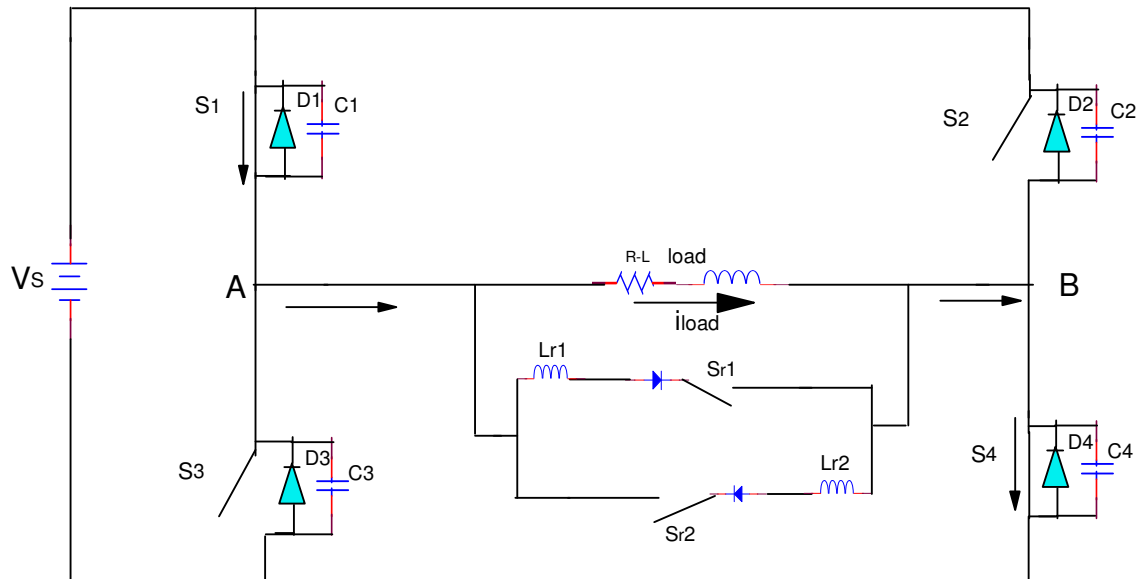 S1
D1
C1
S2
D2
C2
Vs
A
R-L load
iload
B
Lr1
Sr1
S3
D3
C3
Lr2
Sr2
S4
D4
C4